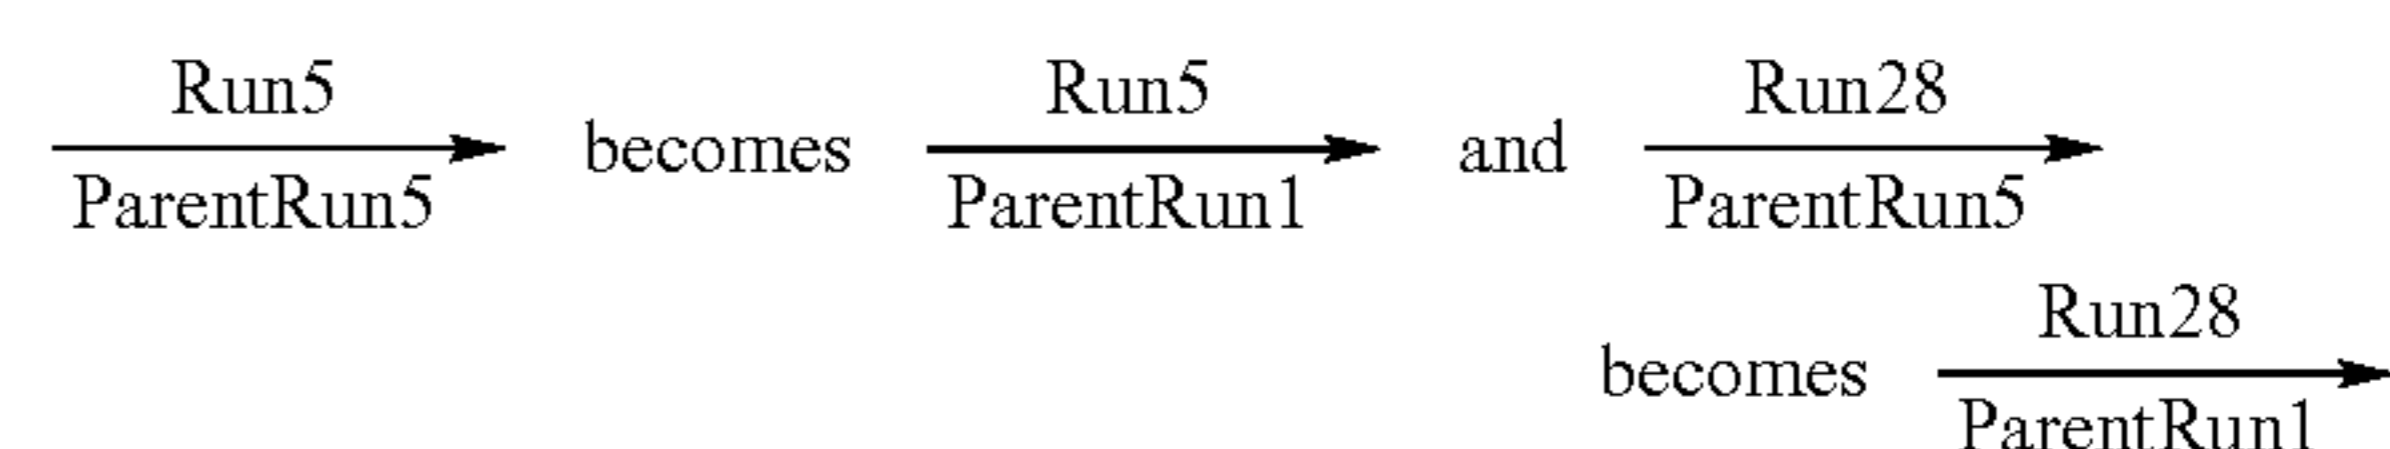 Run5 becomes Run5 and Run28
ParentRun5 ParentRun1 ParentRun5
Run28
becomes
ParentRun1